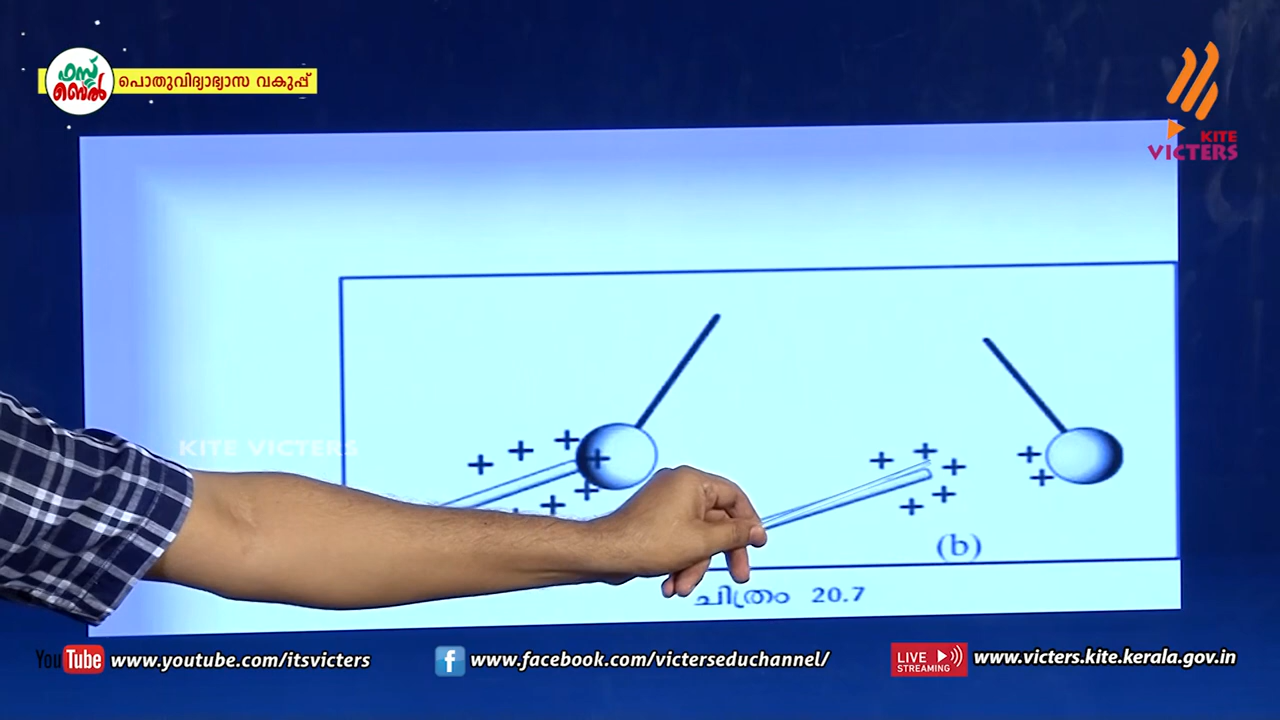 ഫസ്റ്റ്
ബെൽ
പൊതുവിദ്യാഭ്യാസ വകുപ്പ്
KITE
VICTERS
KITE VICTERS
(b)
ചിത്രം 20.7
YouTube www.youtube.com/itsvicters
f www.facebook.com/victerseduchannel/
LIVE
STREAMING
www.victers.kite.kerala.gov.in